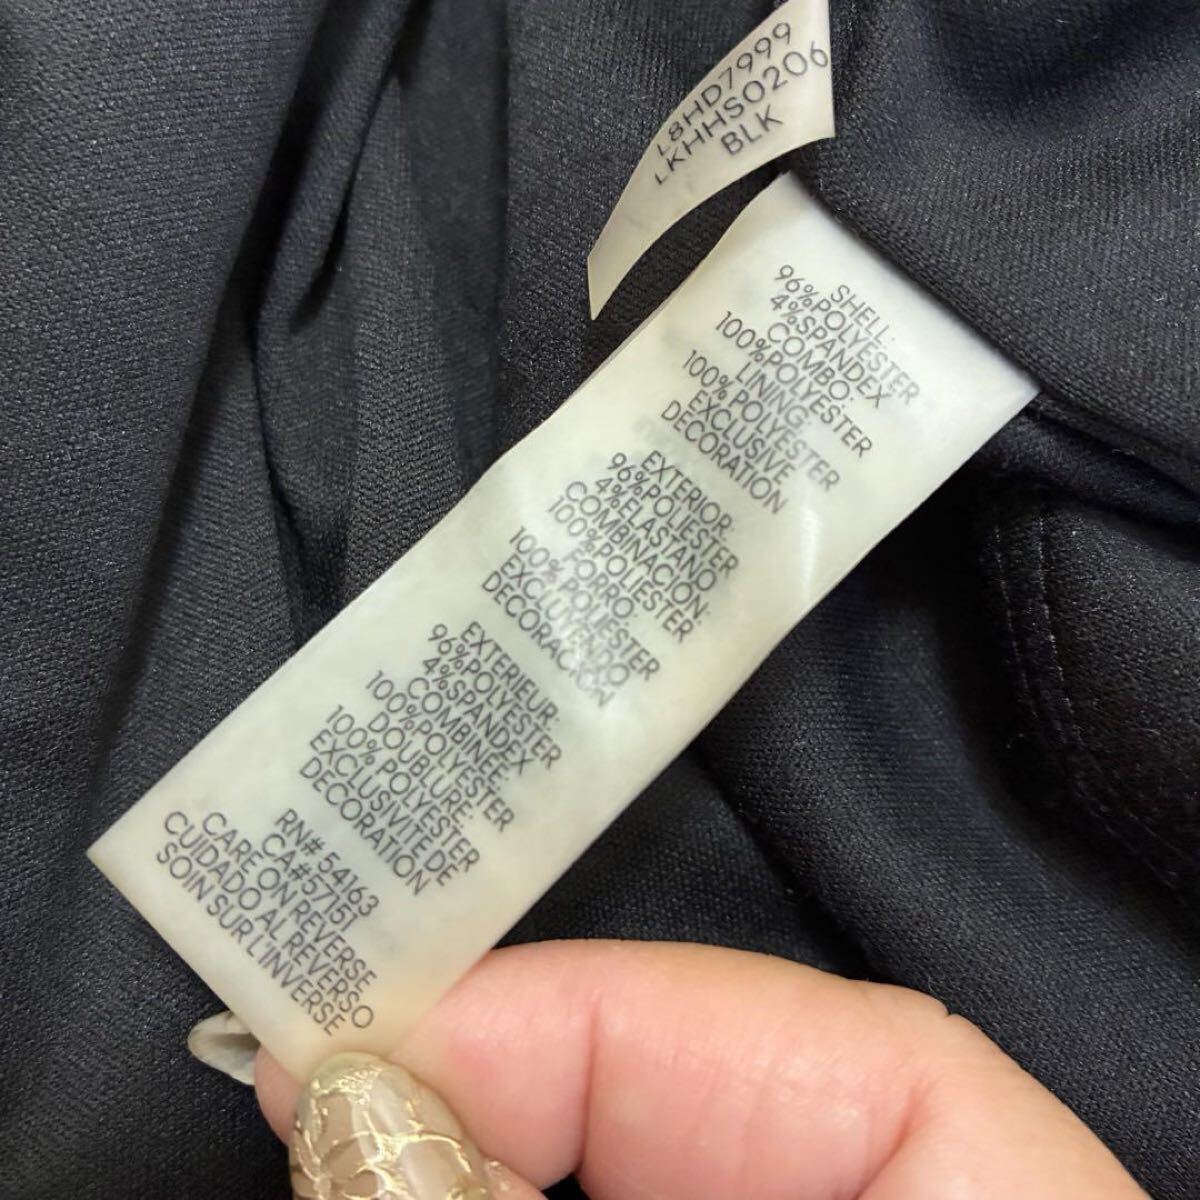 L8HD7999
LKHHS0206
BLK
SHELL:
96%POLYESTER
4%SPANDEX
COMBO:
100%POLYESTER
LINING:
100%POLYESTER
EXCLUSIVE
DECORATION
EXTERIOR:
96%POLIESTER
4%ELASTANO
COMBINACION:
100%POLIESTER
FORRO:
100%POLIESTER
EXCLUYENDO
DECORACION
EXTERIEUR:
96%POLYESTER
4%SPANDEX
COMBINEE:
100%POLYESTER
DOUBLURE:
100%POLYESTER
EXCLUSIVITE DE
DECORATION
RN# 54163
CA#57151
CARE ON REVERSE
CUIDADO AL REVERSO
SOIN SUR L'INVERSE